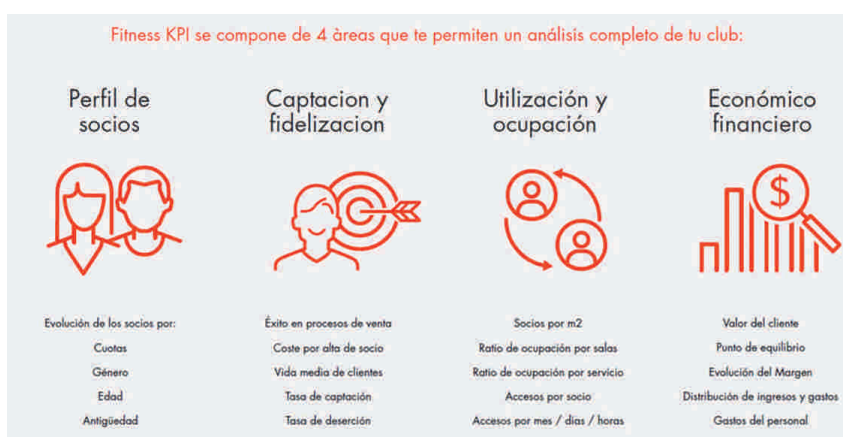 Fitness KPI se compone de 4 àreas que te permiten un análisis completo de tu club:
Perfil de
socios
Captacion y
fidelizacion
Utilización y
ocupación
Económico
financiero
$
Evolución de los socios por:
Cuotas
Género
Edad
Antigüedad
Éxito en procesos de venta
Coste por alta de socio
Vida media de clientes
Tasa de captación
Tasa de deserción
Socios por m2
Ratio de ocupación por salas
Ratio de ocupación por servicio
Accesos por socio
Accesos por mes / días / horas
Valor del cliente
Punto de equilibrio
Evolución del Margen
Distribución de ingresos y gastos
Gastos del personal